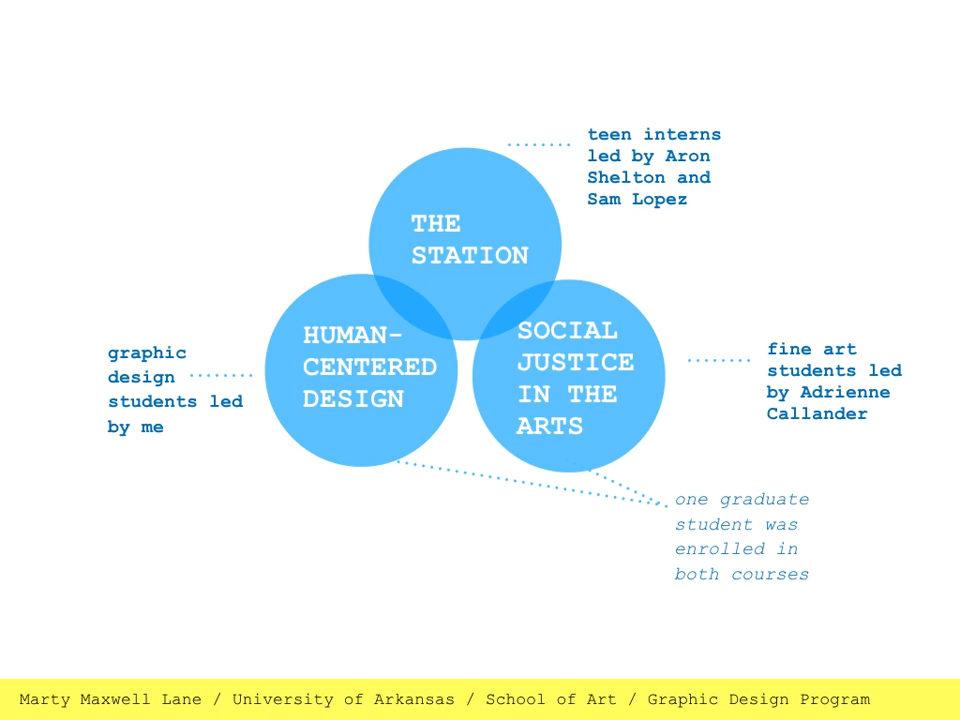 teen interns
led by Aron
Shelton and
Sam Lopez
THE
STATION
HUMAN-
CENTERED
DESIGN
SOCIAL
JUSTICE
IN THE
ARTS
graphic
design
students led
by me
fine art
students led
by Adrienne
Callander
one graduate
student was
enrolled in
both courses
Marty Maxwell Lane / University of Arkansas / School of Art / Graphic Design Program